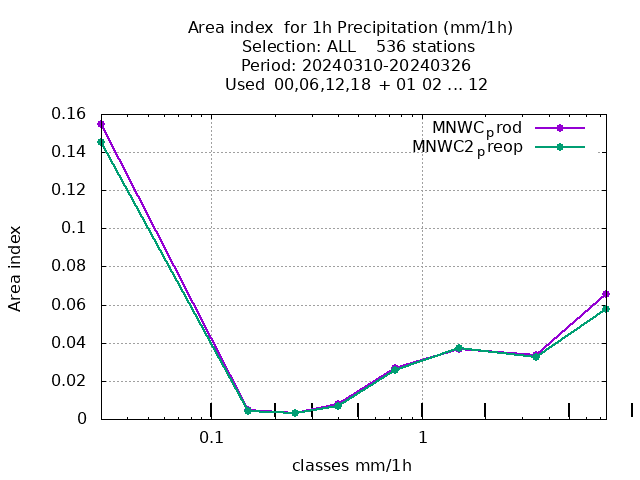 Area index  for 1h Precipitation (mm/1h)
Selection: ALL    536 stations
Period: 20240310-20240326
Used  00,06,12,18 + 01 02 ... 12
0.16
MNWCprod
0.14
MNWC2preop
0.12
0.1
0.08
Area index
0.06
0.04
0.02
0
0.1
1
classes mm/1h